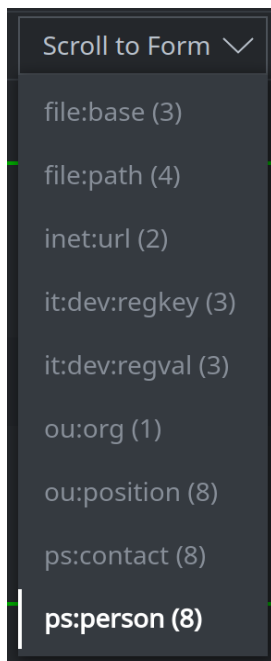 Scroll to Form
file:base (3)
file:path (4)
inet:url (2)
it:dev:regkey (3)
it:dev:regval (3)
ou:org (1)
ou:position (8)
ps:contact (8)
ps:person (8)